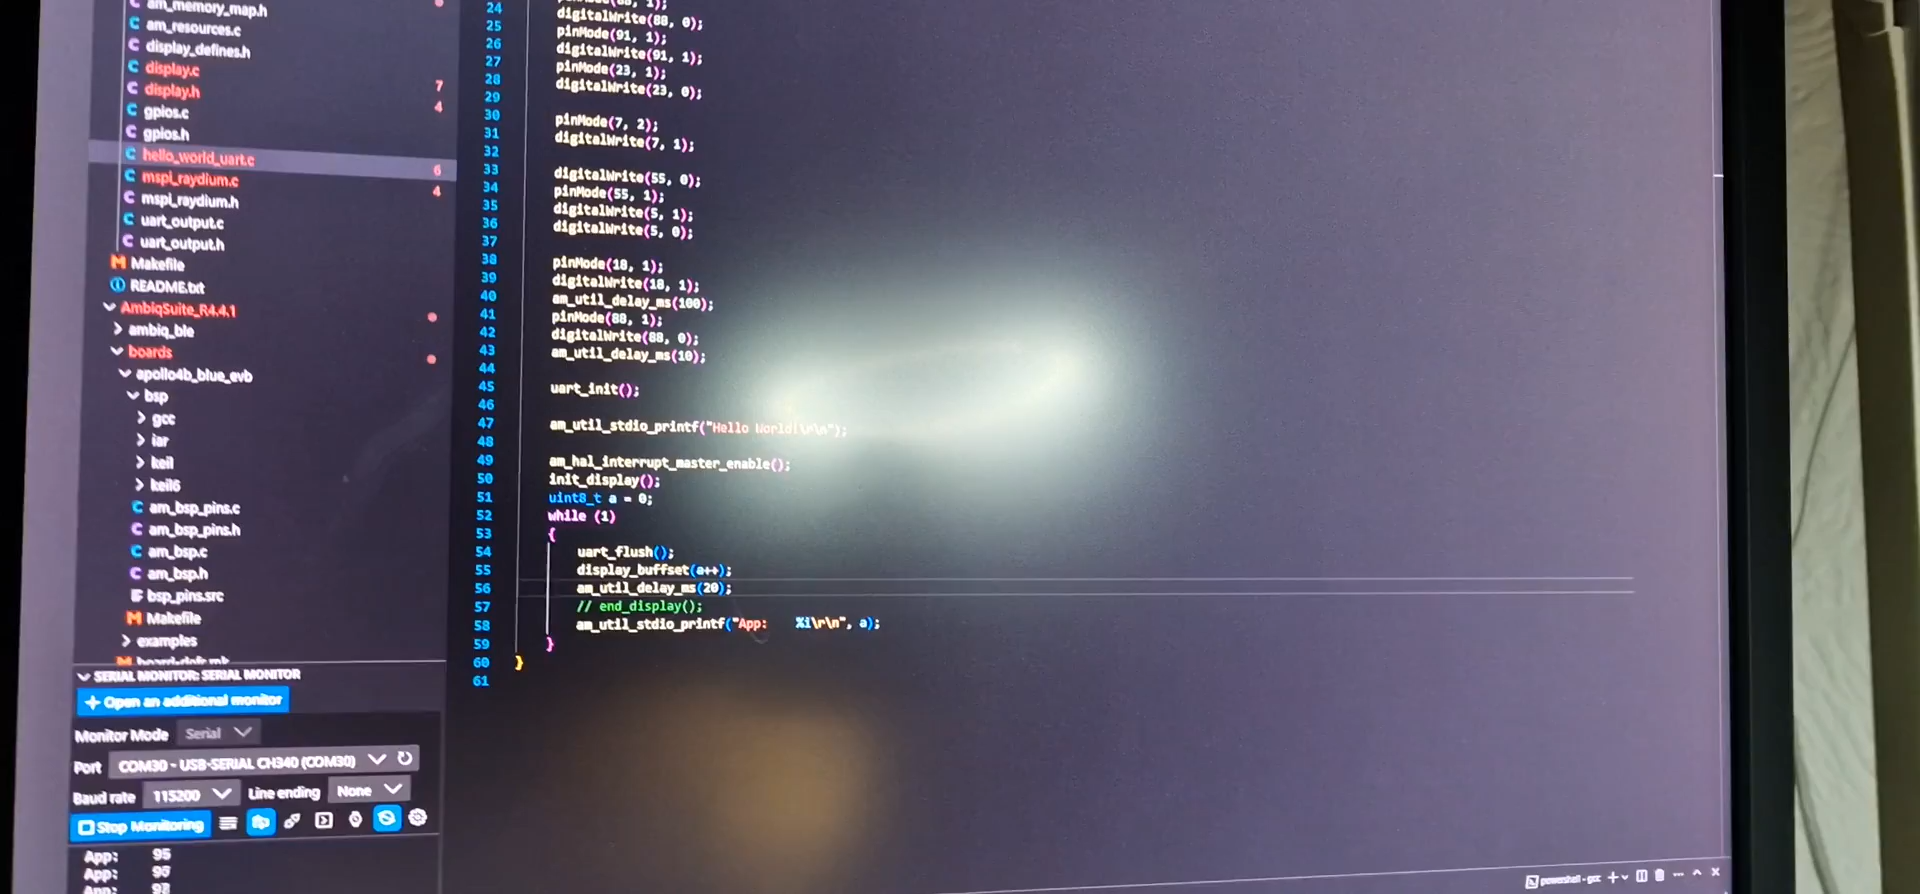 am_memory_map.h
am_resources.c
display_defines.h
display.c
display.h 7
gpios.c 4
gpios.h
hello_world_uart.c 6
mspi_raydium.c 4
mspi_raydium.h
uart_output.c
uart_output.h
Makefile
README.txt
AmbiqSuite_R4.4.1
ambiq_ble
boards
apollo4b_blue_evb
bsp
gcc
iar
keil
keil6
am_bsp_pins.c
am_bsp_pins.h
am_bsp.c
am_bsp.h
bsp_pins.src
Makefile
examples
SERIAL MONITOR: SERIAL MONITOR
Open an additional monitor
Monitor Mode Serial
Port COM30 - USB-SERIAL CH340 (COM30)
Baud rate 115200 Line ending None
Stop Monitoring
App: 95
App: 96
App:
24
25 digitalWrite(88, 0);
26 pinMode(91, 1);
27 digitalWrite(91, 1);
28 pinMode(23, 1);
29 digitalWrite(23, 0);
30
31 pinMode(7, 2);
32 digitalWrite(7, 1);
33
34 digitalWrite(55, 0);
35 pinMode(55, 1);
36 digitalWrite(5, 1);
37 digitalWrite(5, 0);
38 pinMode(18, 1);
39 digitalWrite(18, 1);
40 am_util_delay_ms(100);
41 pinMode(88, 1);
42 digitalWrite(88, 0);
43 am_util_delay_ms(10);
44
45 uart_init();
46
47 am_util_stdio_printf("Hello World!\r\n");
48
49 am_hal_interrupt_master_enable();
50 init_display();
51 uint8_t a = 0;
52 while (1)
53 {
54 uart_flush();
55 display_buffset(a++);
56 am_util_delay_ms(20);
57 // end_display();
58 am_util_stdio_printf("App: %i\r\n", a);
59 }
60 }
61
powershell - gcc